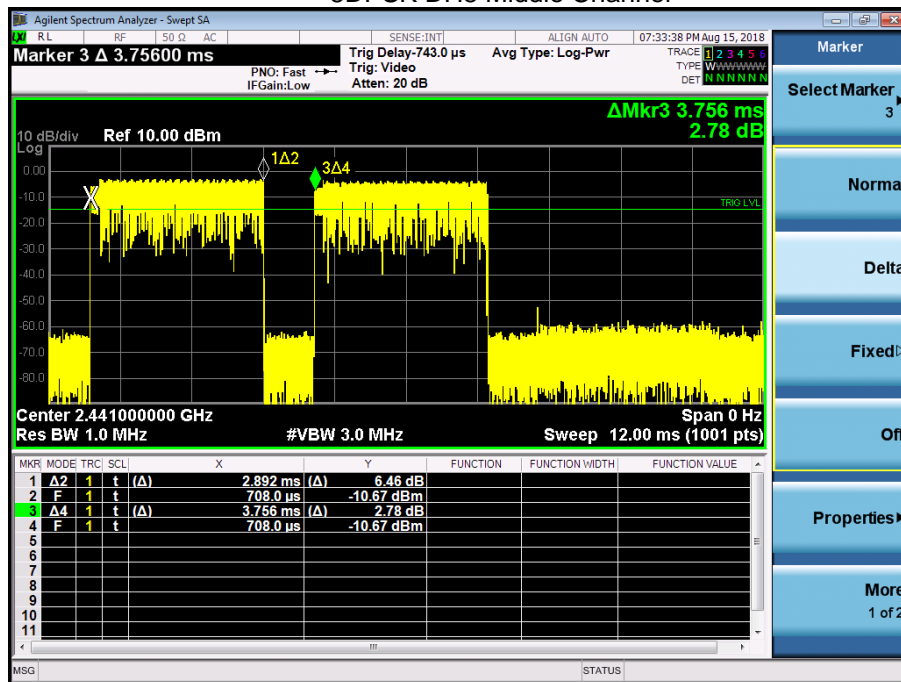 Agilent Spectrum Analyzer - Swept SA
LXI RL RF 50 Ω AC SENSE:INT ALIGN AUTO 07:33:38 PM Aug 15, 2018
Marker 3 Δ 3.75600 ms
PNO: Fast
IFGain:Low
Trig Delay-743.0 µs
Trig: Video
Atten: 20 dB
Avg Type: Log-Pwr
TRACE 1 2 3 4 5 6
TYPE WWWWWW
DET N N N N N N
ΔMkr3 3.756 ms
2.78 dB
10 dB/div Ref 10.00 dBm
Log
1Δ2
3Δ4
TRIG LVL
0.00
-10.0
-20.0
-30.0
-40.0
-50.0
-60.0
-70.0
-80.0
Center 2.441000000 GHz Span 0 Hz
Res BW 1.0 MHz #VBW 3.0 MHz Sweep 12.00 ms (1001 pts)
MKR MODE TRC SCL X Y FUNCTION FUNCTION WIDTH FUNCTION VALUE
1 Δ2 1 t (Δ) 2.892 ms (Δ) 6.46 dB
2 F 1 t 708.0 µs -10.67 dBm
3 Δ4 1 t (Δ) 3.756 ms (Δ) 2.78 dB
4 F 1 t 708.0 µs -10.67 dBm
5
6
7
8
9
10
11
MSG STATUS
Marker
Select Marker
3
Norma
Delta
Fixed
Off
Properties
More
1 of 2